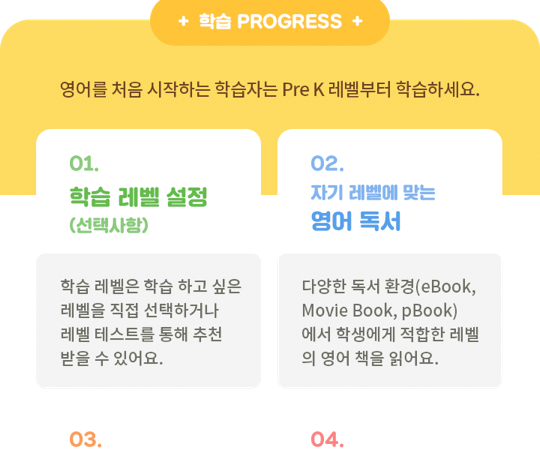 + 학습 PROGRESS +
영어를 처음 시작하는 학습자는 Pre K 레벨부터 학습하세요.
01.
학습 레벨 설정
(선택사항)
학습 레벨은 학습 하고 싶은
레벨을 직접 선택하거나
레벨 테스트를 통해 추천
받을 수 있어요.
02.
자기 레벨에 맞는
영어 독서
다양한 독서 환경(eBook,
Movie Book, pBook)
에서 학생에게 적합한 레벨
의 영어 책을 읽어요.
03.
04.